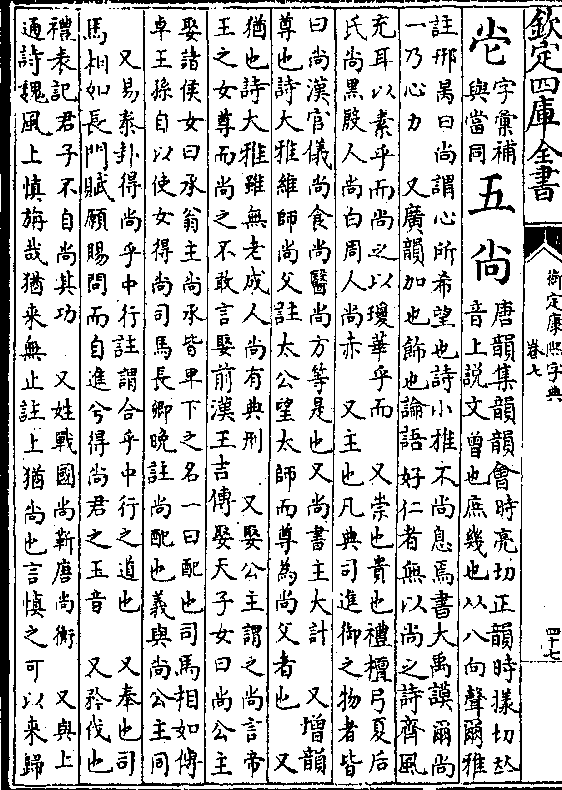 欽定四庫全書
御定康熙字典
卷七
四十七
字彙補
與當同
五
尚
唐韻集韻韻會時亮切正韻時樣切𠀤
音上説文曾也庶幾也从八向聲爾雅
註邢昺曰尚謂心所希望也詩小雅不尚息焉書大禹謨爾尚
一乃心力　又廣韻加也飾也論語好仁者無以尚之詩齊風
充耳以素乎而尚之以瓊華乎而　又崇也貴也禮檀弓夏后
氏尚黑殷人尚白周人尚赤　又主也凡典司進御之物者皆
曰尚漢官儀尚食尚醫尚方等是也又尚書主大計　又增韻
尊也詩大雅維師尚父註太公望太師而尊為尚父者也　又
猶也詩大雅雖無老成人尚有典刑　又娶公主謂之尚言帝
王之女尊而尚之不敢言娶前漢王吉傳娶天子女曰尚公主
娶諸侯女曰承翁主尚承皆卑下之名一曰配也司馬相如傳
卓王孫自以使女得尚司馬長卿晚註尚配也義與尚公主同
又易泰卦得尚乎中行註謂合乎中行之道也　又奉也司
馬相如長門賦願賜問而自進兮得尚君之玉音　又矜伐也
禮表記君子不自尚其功　又姓戰國尚靳唐尚衡　又與上
通詩魏風上慎旃哉猶來無止註上猶尚也言慎之可以來歸